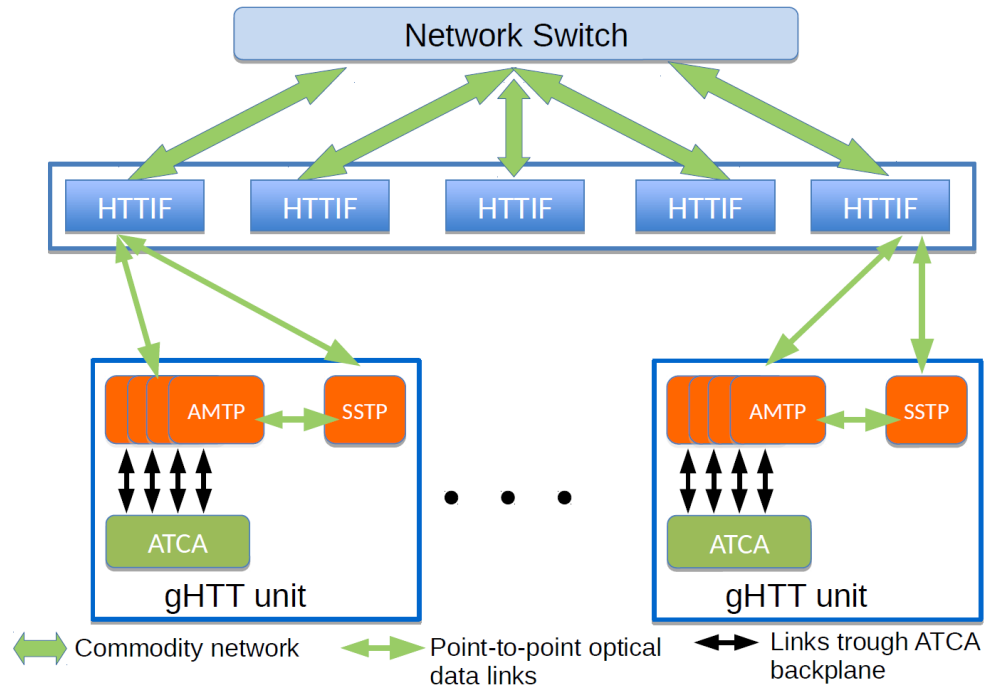 Network Switch
HTTIF
HTTIF
HTTIF
HTTIF
HTTIF
AMTP
SSTP
AMTP
SSTP
ATCA
ATCA
gHTT unit
gHTT unit
Commodity network
Point-to-point optical
data links
Links trough ATCA
backplane